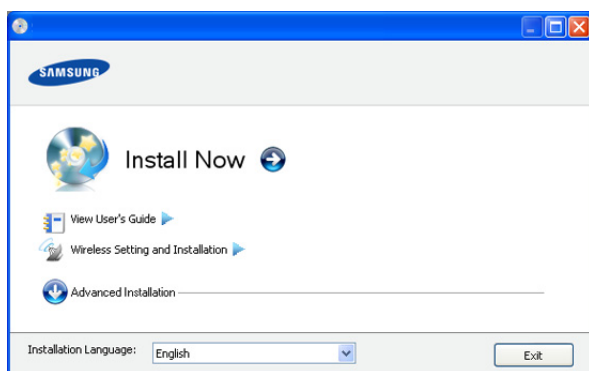 SAMSUNG
Install Now
View User's Guide
Wireless Setting and Installation
Advanced Installation
Installation Language:
English
Exit